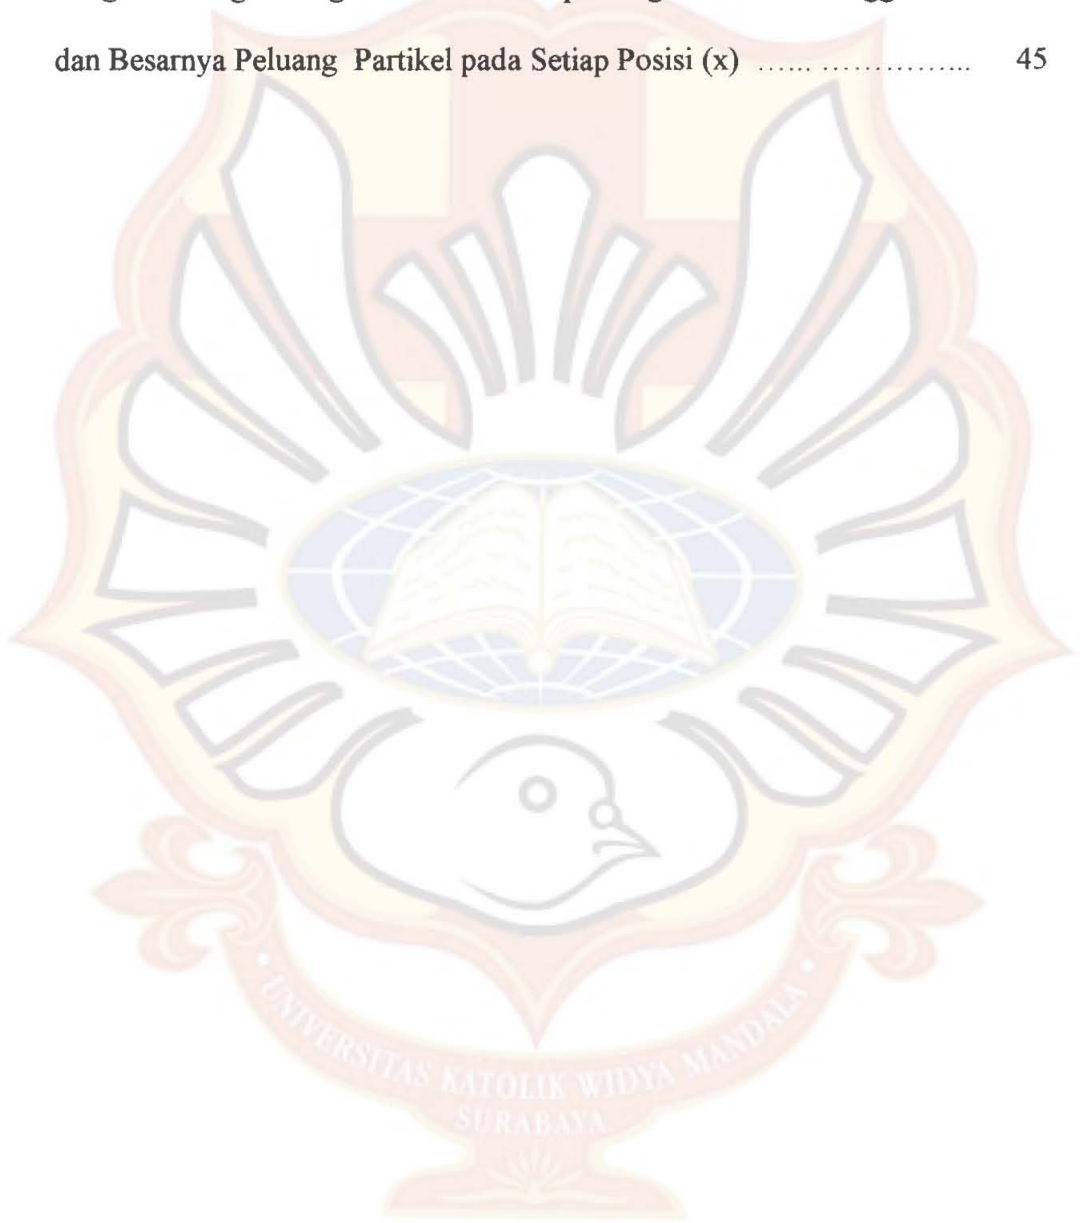 dan Besarnya Peluang Partikel pada Setiap Posisi (x) ...... ............... 45
UNIVERSITAS KATOLIK WIDYA MANDALA
SURABAYA